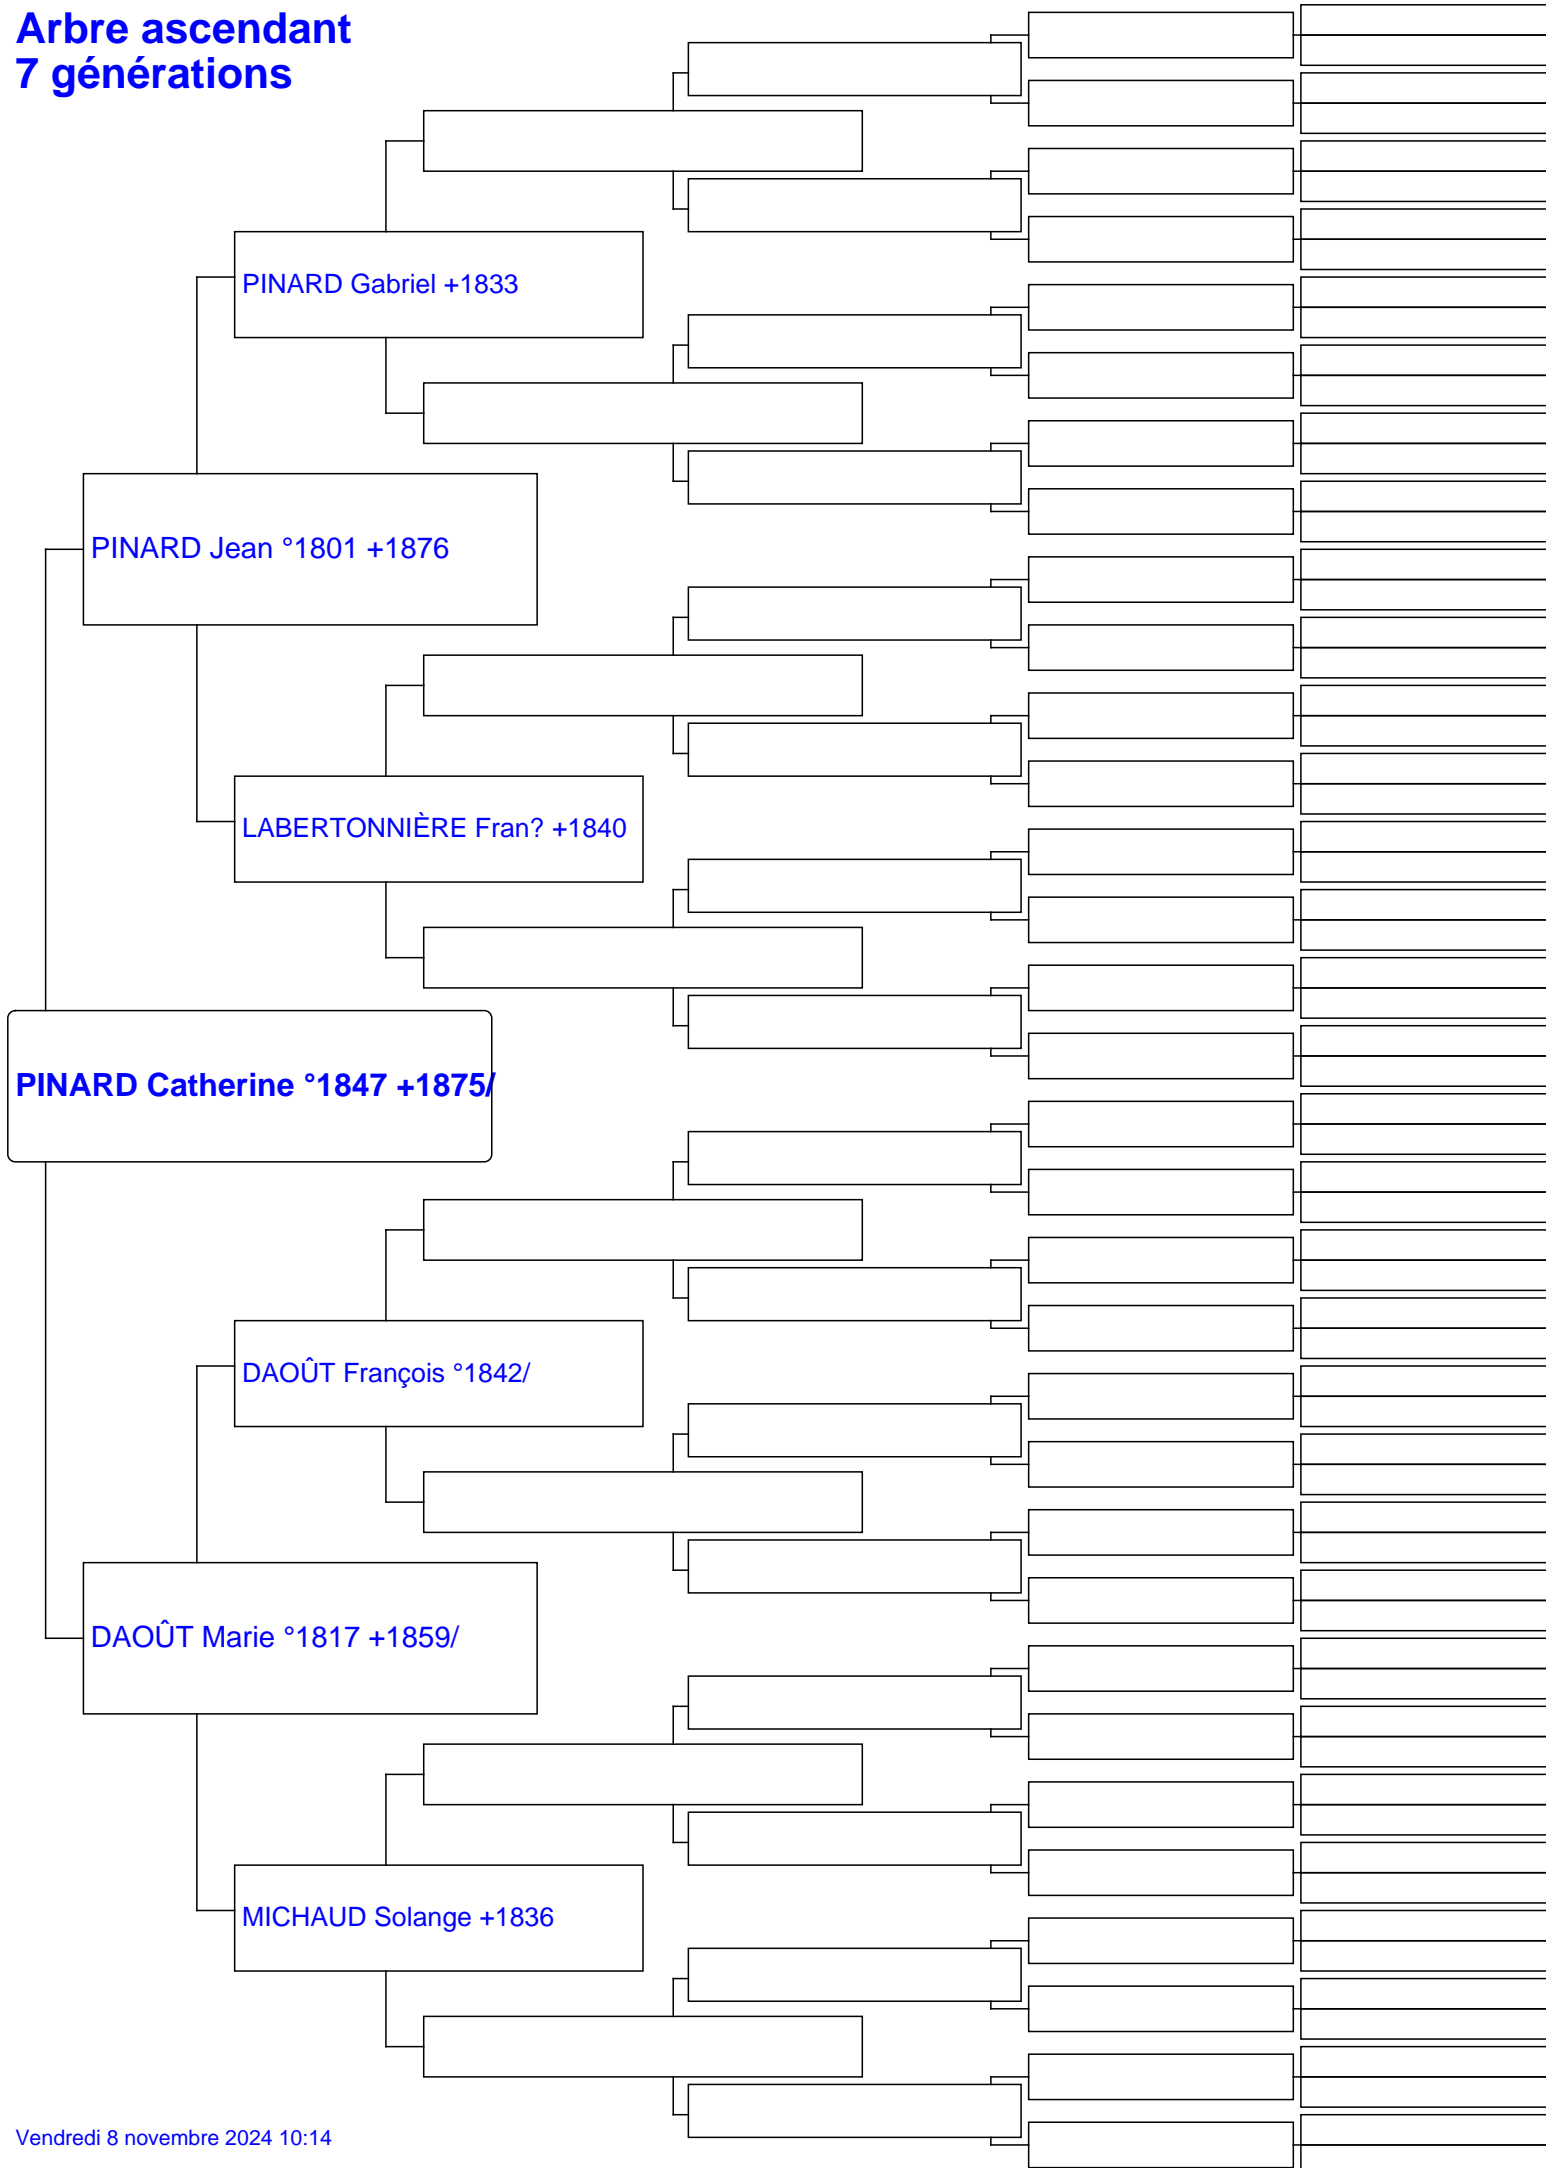 Arbre ascendant
7 générations
PINARD Gabriel +1833
PINARD Jean °1801 +1876
LABERTONNIÈRE Fran? +1840
PINARD Catherine °1847 +1875/
DAOÛT François °1842/
DAOÛT Marie °1817 +1859/
MICHAUD Solange +1836
Vendredi 8 novembre 2024 10:14